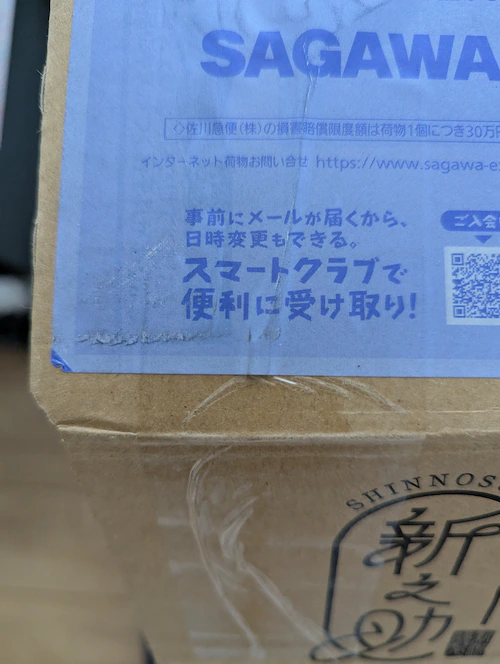 SAGAWA
◇佐川急便(株)の損害賠償限度額は荷物1個につき30万円
インターネット荷物お問い合せ https://www.sagawa-e
事前にメールが届くから、
ご入会
日時変更もできる。
スマートクラブで
便利に受け取り!
SHINNOS
新之助